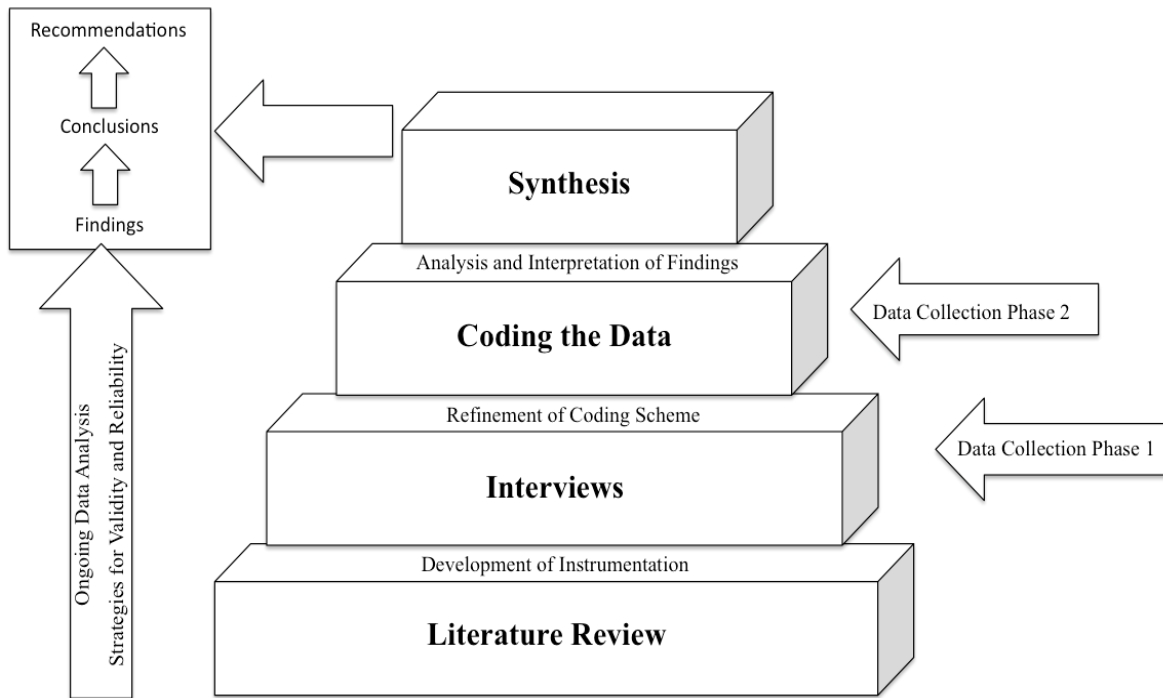 Recommendations
Conclusions
Findings
Ongoing Data Analysis
Strategies for Validity and Reliability
Synthesis
Analysis and Interpretation of Findings
Coding the Data
Data Collection Phase 2
Refinement of Coding Scheme
Interviews
Data Collection Phase 1
Development of Instrumentation
Literature Review